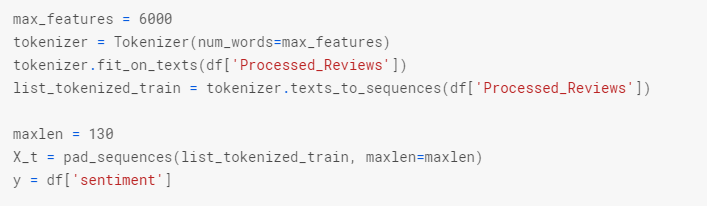 max_features = 6000
tokenizer = Tokenizer(num_words=max_features)
tokenizer.fit_on_texts(df['Processed_Reviews'])
list_tokenized_train = tokenizer.texts_to_sequences(df['Processed_Reviews'])
maxlen = 130
X_t = pad_sequences(list_tokenized_train, maxlen=maxlen)
y = df['sentiment']